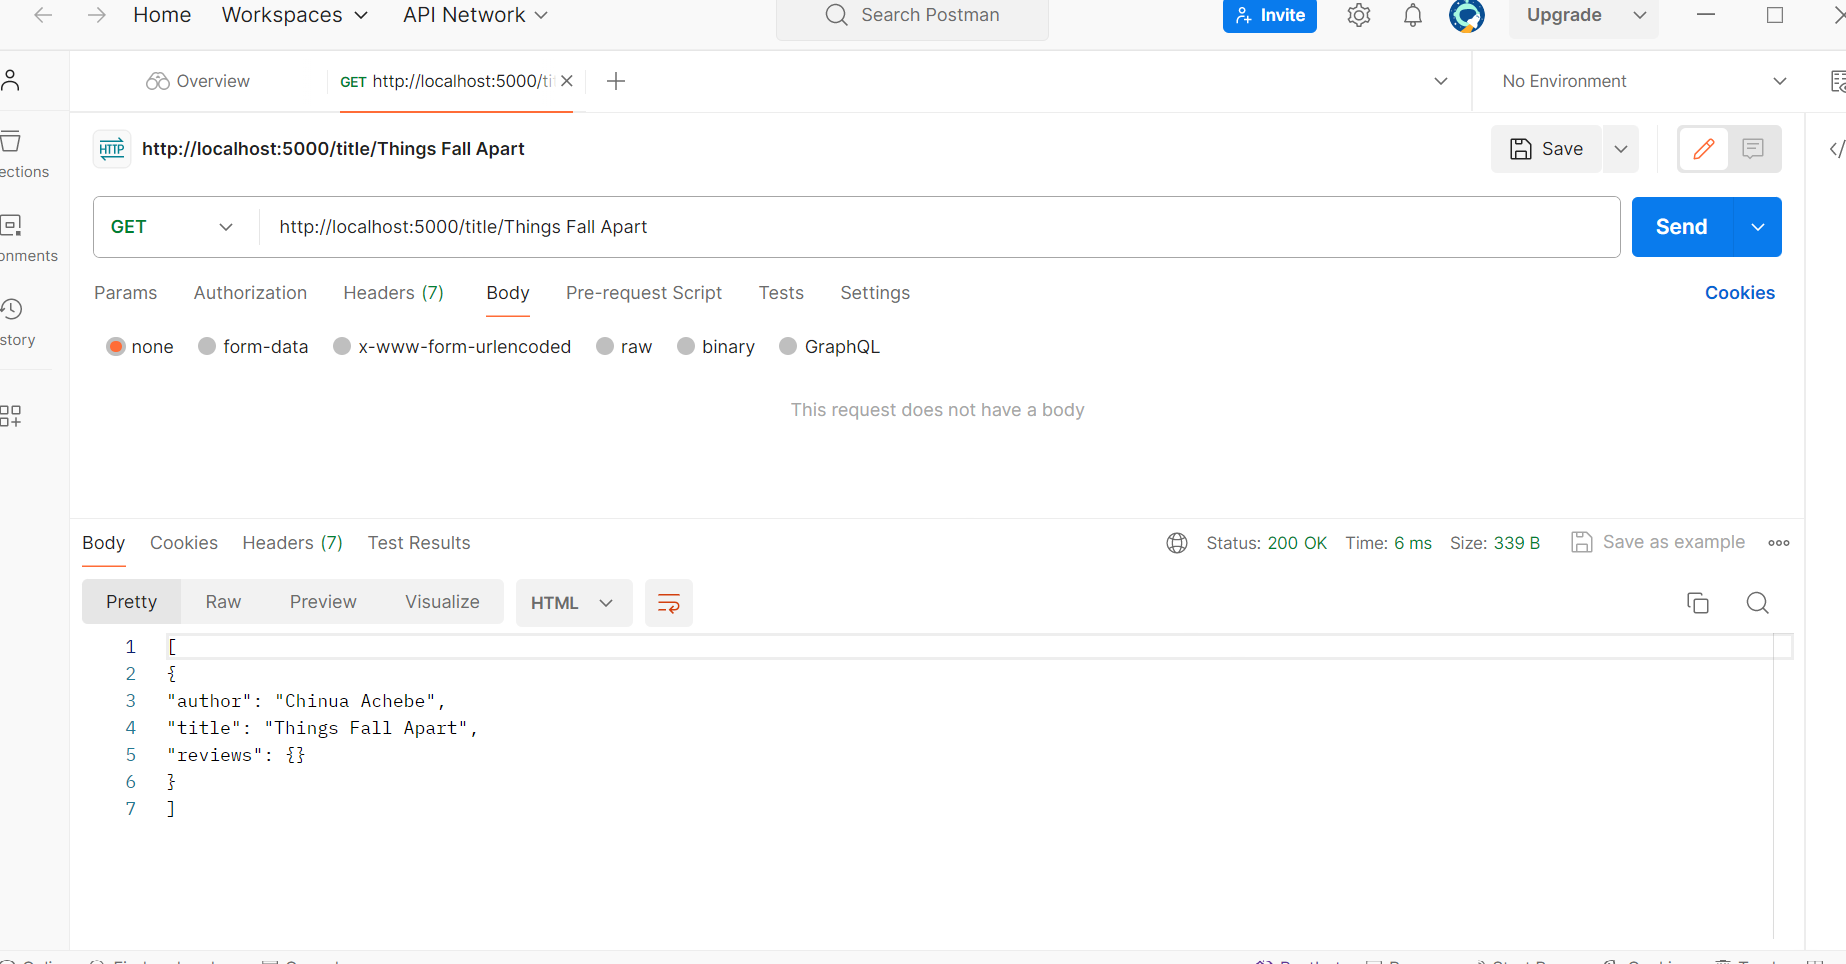 Home Workspaces API Network Search Postman Invite Upgrade
Overview GET http://localhost:5000/tit No Environment
HTTP http://localhost:5000/title/Things Fall Apart Save
ections
GET http://localhost:5000/title/Things Fall Apart Send
onments
Params Authorization Headers (7) Body Pre-request Script Tests Settings Cookies
story
none form-data x-www-form-urlencoded raw binary GraphQL
This request does not have a body
Body Cookies Headers (7) Test Results Status: 200 OK Time: 6 ms Size: 339 B Save as example
Pretty Raw Preview Visualize HTML
1 [
2 {
3 "author": "Chinua Achebe",
4 "title": "Things Fall Apart",
5 "reviews": {}
6 }
7 ]